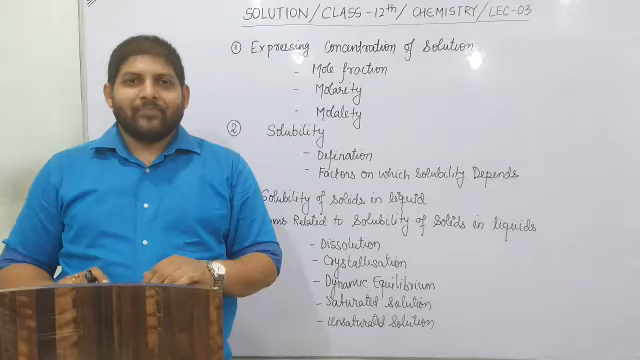 SOLUTION/CLASS-12th/CHEMISTRY/LEC-03
① Expressing Concentration of Solution
- Mole fraction
- Molarity
- Molalety
② Solubility
- Defination
- Factors on which Solubility Depends
Solubility of Solids in liquid
Related to Solubility of Solids in liquids
- Dissolution
- Crystallisation
- Dynamic Equilibrium
- Saturated Solution
- Unsaturated Solution